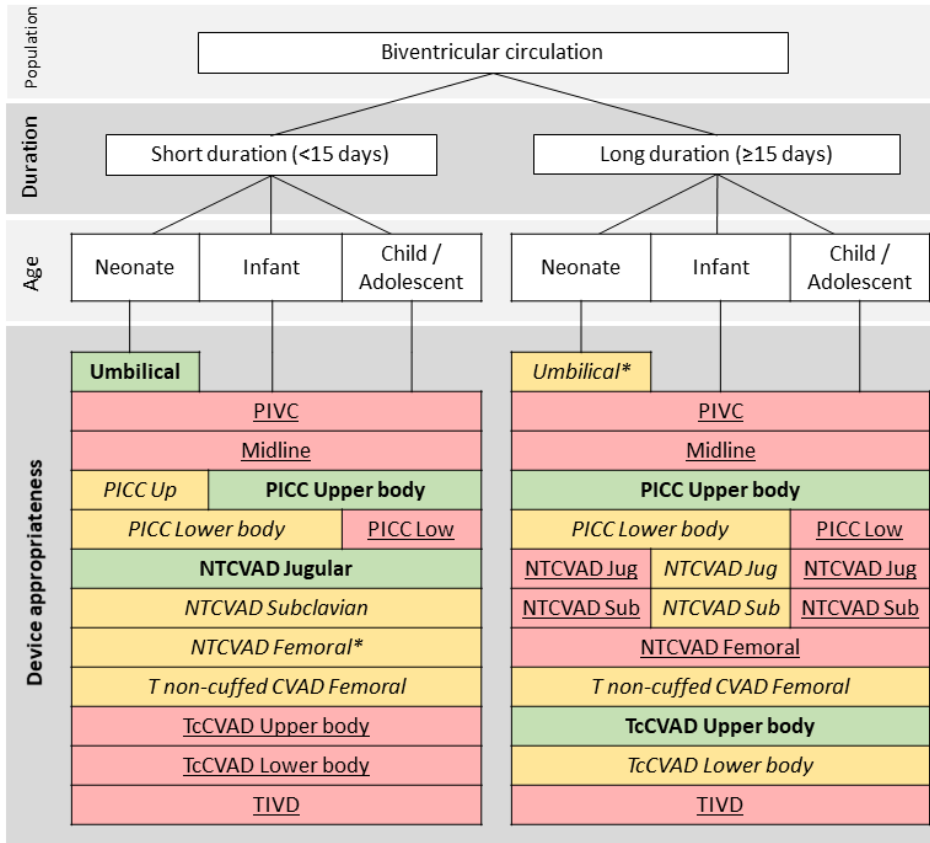 Population
Biventricular circulation
Duration
Short duration (<15 days)
Long duration (≥15 days)
Age
Neonate
Infant
Child /
Adolescent
Neonate
Infant
Child /
Adolescent
Device appropriateness
Umbilical
PIVC
Midline
PICC Up
PICC Upper body
PICC Lower body
PICC Low
NTCVAD Jugular
NTCVAD Subclavian
NTCVAD Femoral*
T non-cuffed CVAD Femoral
TcCVAD Upper body
TcCVAD Lower body
TIVD
Umbilical*
PIVC
Midline
PICC Upper body
PICC Lower body
PICC Low
NTCVAD Jug
NTCVAD Jug
NTCVAD Jug
NTCVAD Sub
NTCVAD Sub
NTCVAD Sub
NTCVAD Femoral
T non-cuffed CVAD Femoral
TcCVAD Upper body
TcCVAD Lower body
TIVD